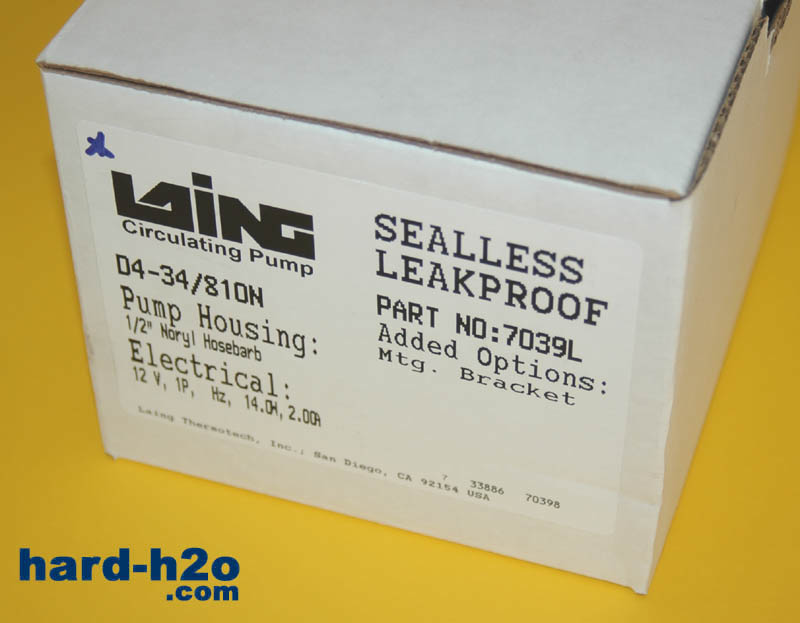 LAING
Circulating Pump
D4-34/810N
Pump Housing:
1/2" Noryl Hosebarb
Electrical:
12 V, 1P, Hz, 14.0W, 2.00A
SEALLESS
LEAKPROOF
PART NO:7039L
Added Options:
Mtg. Bracket
Laing Thermotech, Inc., San Diego, CA 92154 USA
7 33886 70398
hard-h2o
.com